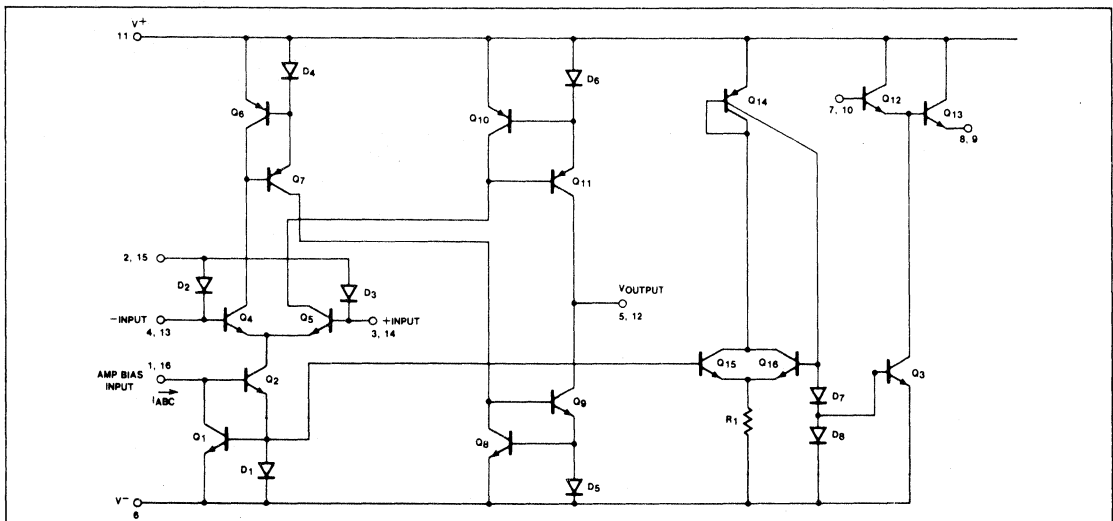 V+
11
D4
D6
Q6
Q10
Q14
Q12
7, 10
Q13
8, 9
Q7
Q11
2, 15
D2
D3
VOUTPUT
5, 12
–INPUT
4, 13
Q4
Q5
+INPUT
3, 14
1, 16
AMP BIAS
INPUT
IABC
Q2
Q15
Q16
Q3
D7
Q9
R1
D8
Q1
Q8
D1
D5
V–
6